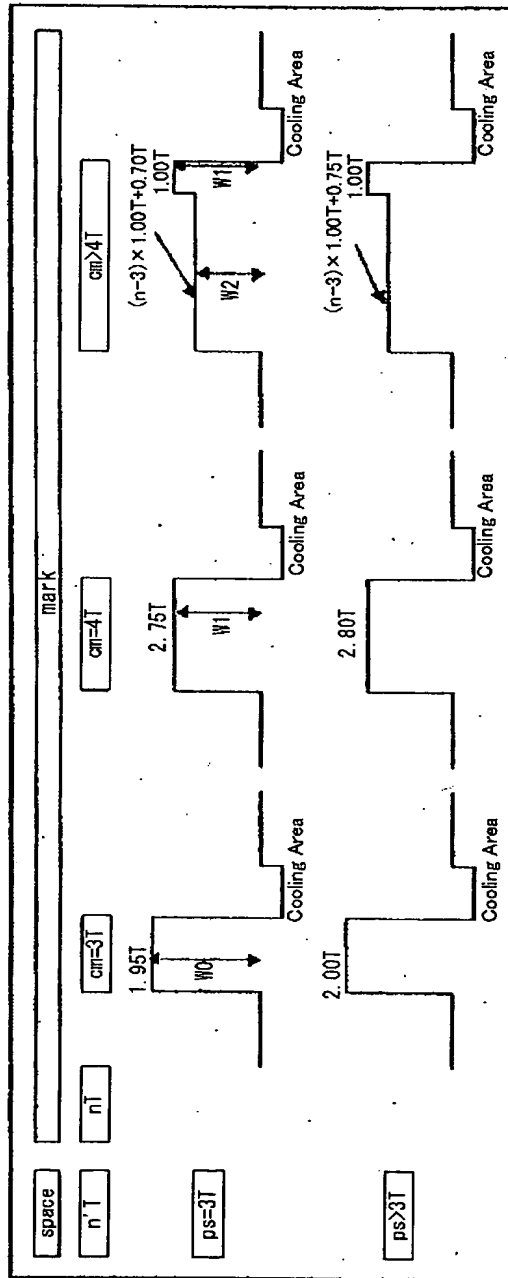 space mark
n'T nT cm=3T cm=4T cm>4T
ps=3T
1.95T
W0
Cooling Area
2.75T
W1
Cooling Area
(n-3)×1.00T+0.70T
1.00T
W2
W1
Cooling Area
ps>3T
2.00T
Cooling Area
2.80T
Cooling Area
(n-3)×1.00T+0.75T
1.00T
Cooling Area